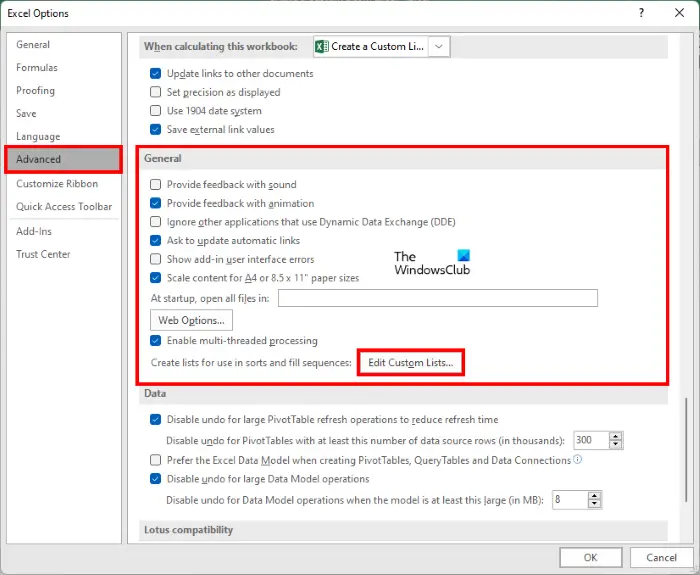 Excel Options
? ×
General
Formulas
Proofing
Save
Language
Advanced
Customize Ribbon
Quick Access Toolbar
Add-Ins
Trust Center
When calculating this workbook: Create a Custom Li...
Update links to other documents
Set precision as displayed
Use 1904 date system
Save external link values
General
Provide feedback with sound
Provide feedback with animation
Ignore other applications that use Dynamic Data Exchange (DDE)
Ask to update automatic links
Show add-in user interface errors
Scale content for A4 or 8.5 x 11" paper sizes
The
WindowsClub
At startup, open all files in:
Web Options...
Enable multi-threaded processing
Create lists for use in sorts and fill sequences: Edit Custom Lists...
Data
Disable undo for large PivotTable refresh operations to reduce refresh time
Disable undo for PivotTables with at least this number of data source rows (in thousands): 300
Prefer the Excel Data Model when creating PivotTables, QueryTables and Data Connections
Disable undo for large Data Model operations
Disable undo for Data Model operations when the model is at least this large (in MB): 8
Lotus compatibility
OK Cancel